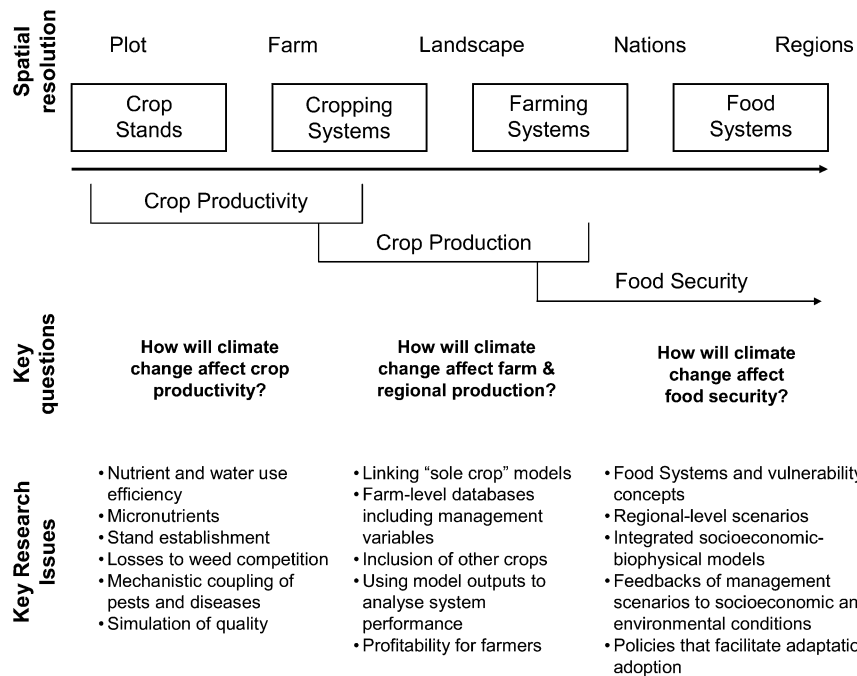 Spatial
resolution
Plot Farm Landscape Nations Regions
Crop
Stands
Cropping
Systems
Farming
Systems
Food
Systems
Crop Productivity
Crop Production
Food Security
Key
questions
How will climate
change affect crop
productivity?
How will climate
change affect farm &
regional production?
How will climate
change affect
food security?
Key Research
Issues
• Nutrient and water use
efficiency
• Micronutrients
• Stand establishment
• Losses to weed competition
• Mechanistic coupling of
pests and diseases
• Simulation of quality
• Linking “sole crop” models
• Farm-level databases
including management
variables
• Inclusion of other crops
• Using model outputs to
analyse system
performance
• Profitability for farmers
• Food Systems and vulnerability
concepts
• Regional-level scenarios
• Integrated socioeconomic-
biophysical models
• Feedbacks of management
scenarios to socioeconomic an
environmental conditions
• Policies that facilitate adaptatio
adoption